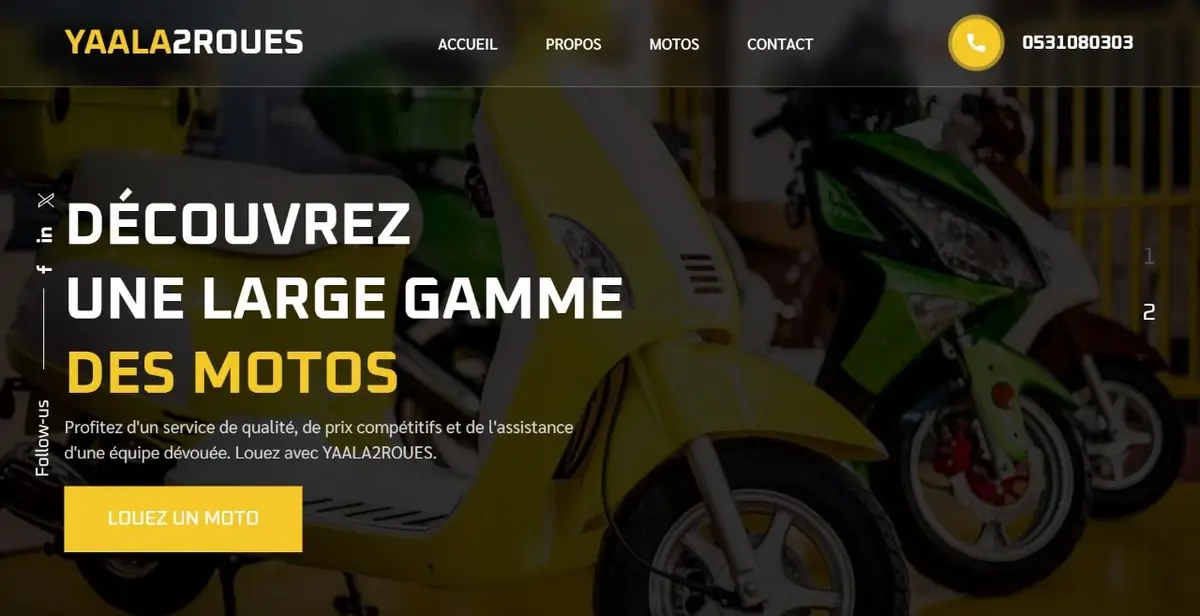 YAALA2ROUES
ACCUEIL PROPOS MOTOS CONTACT
0531080303
DÉCOUVREZ
UNE LARGE GAMME
DES MOTOS
Profitez d'un service de qualité, de prix compétitifs et de l'assistance
d'une équipe dévouée. Louez avec YAALA2ROUES.
LOUEZ UN MOTO
Follow-us
1
2